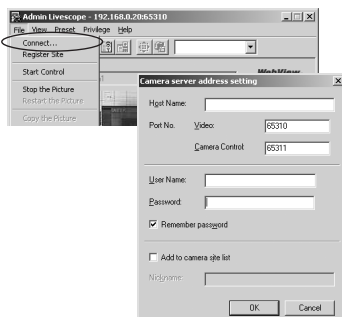 Admin Livescope - 192.168.0.20:65310
File View Preset Privilege Help
Connect...
Register Site
Start Control
Stop the Picture
Restart the Picture
Copy the Picture
WebView
Camera server address setting
Host Name:
Port No. Video: 65310
Camera Control: 65311
User Name:
Password:
Remember password
Add to camera site list
Nickname:
OK Cancel